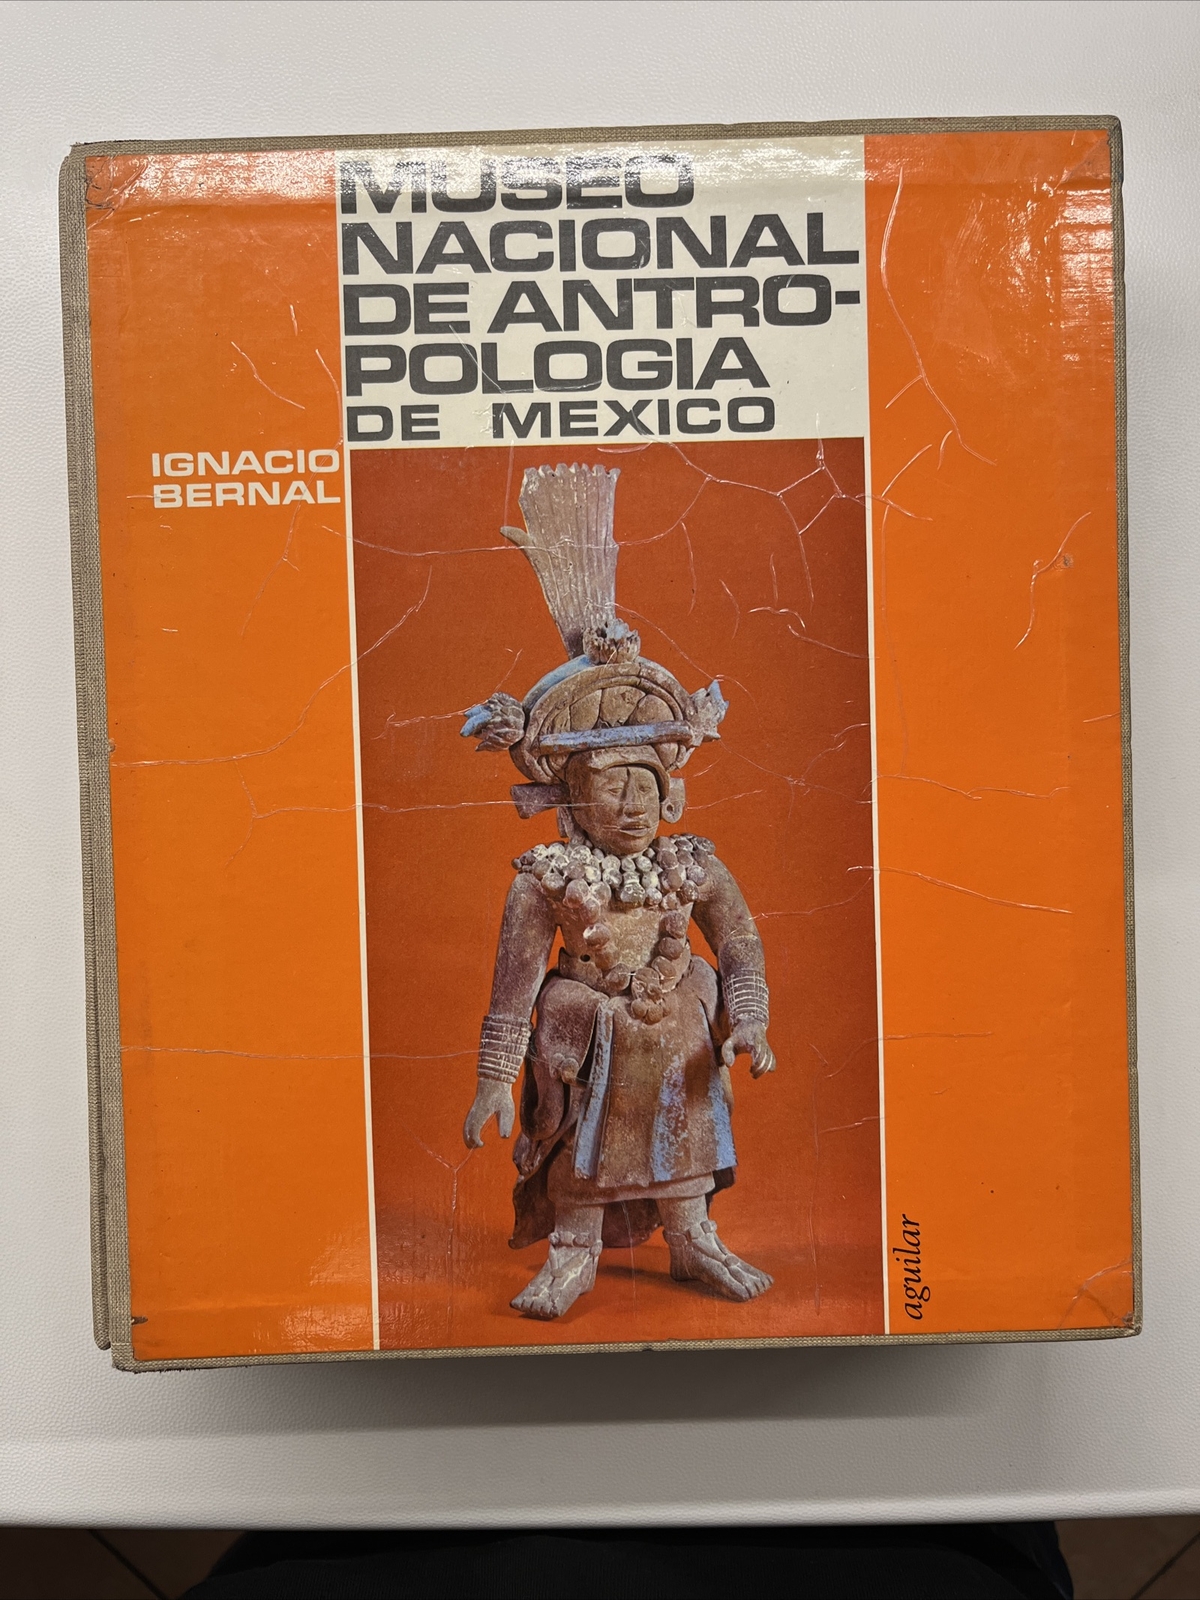 MUSEO
NACIONAL
DE ANTRO-
POLOGIA
DE MEXICO
IGNACIO
BERNAL
aguilar